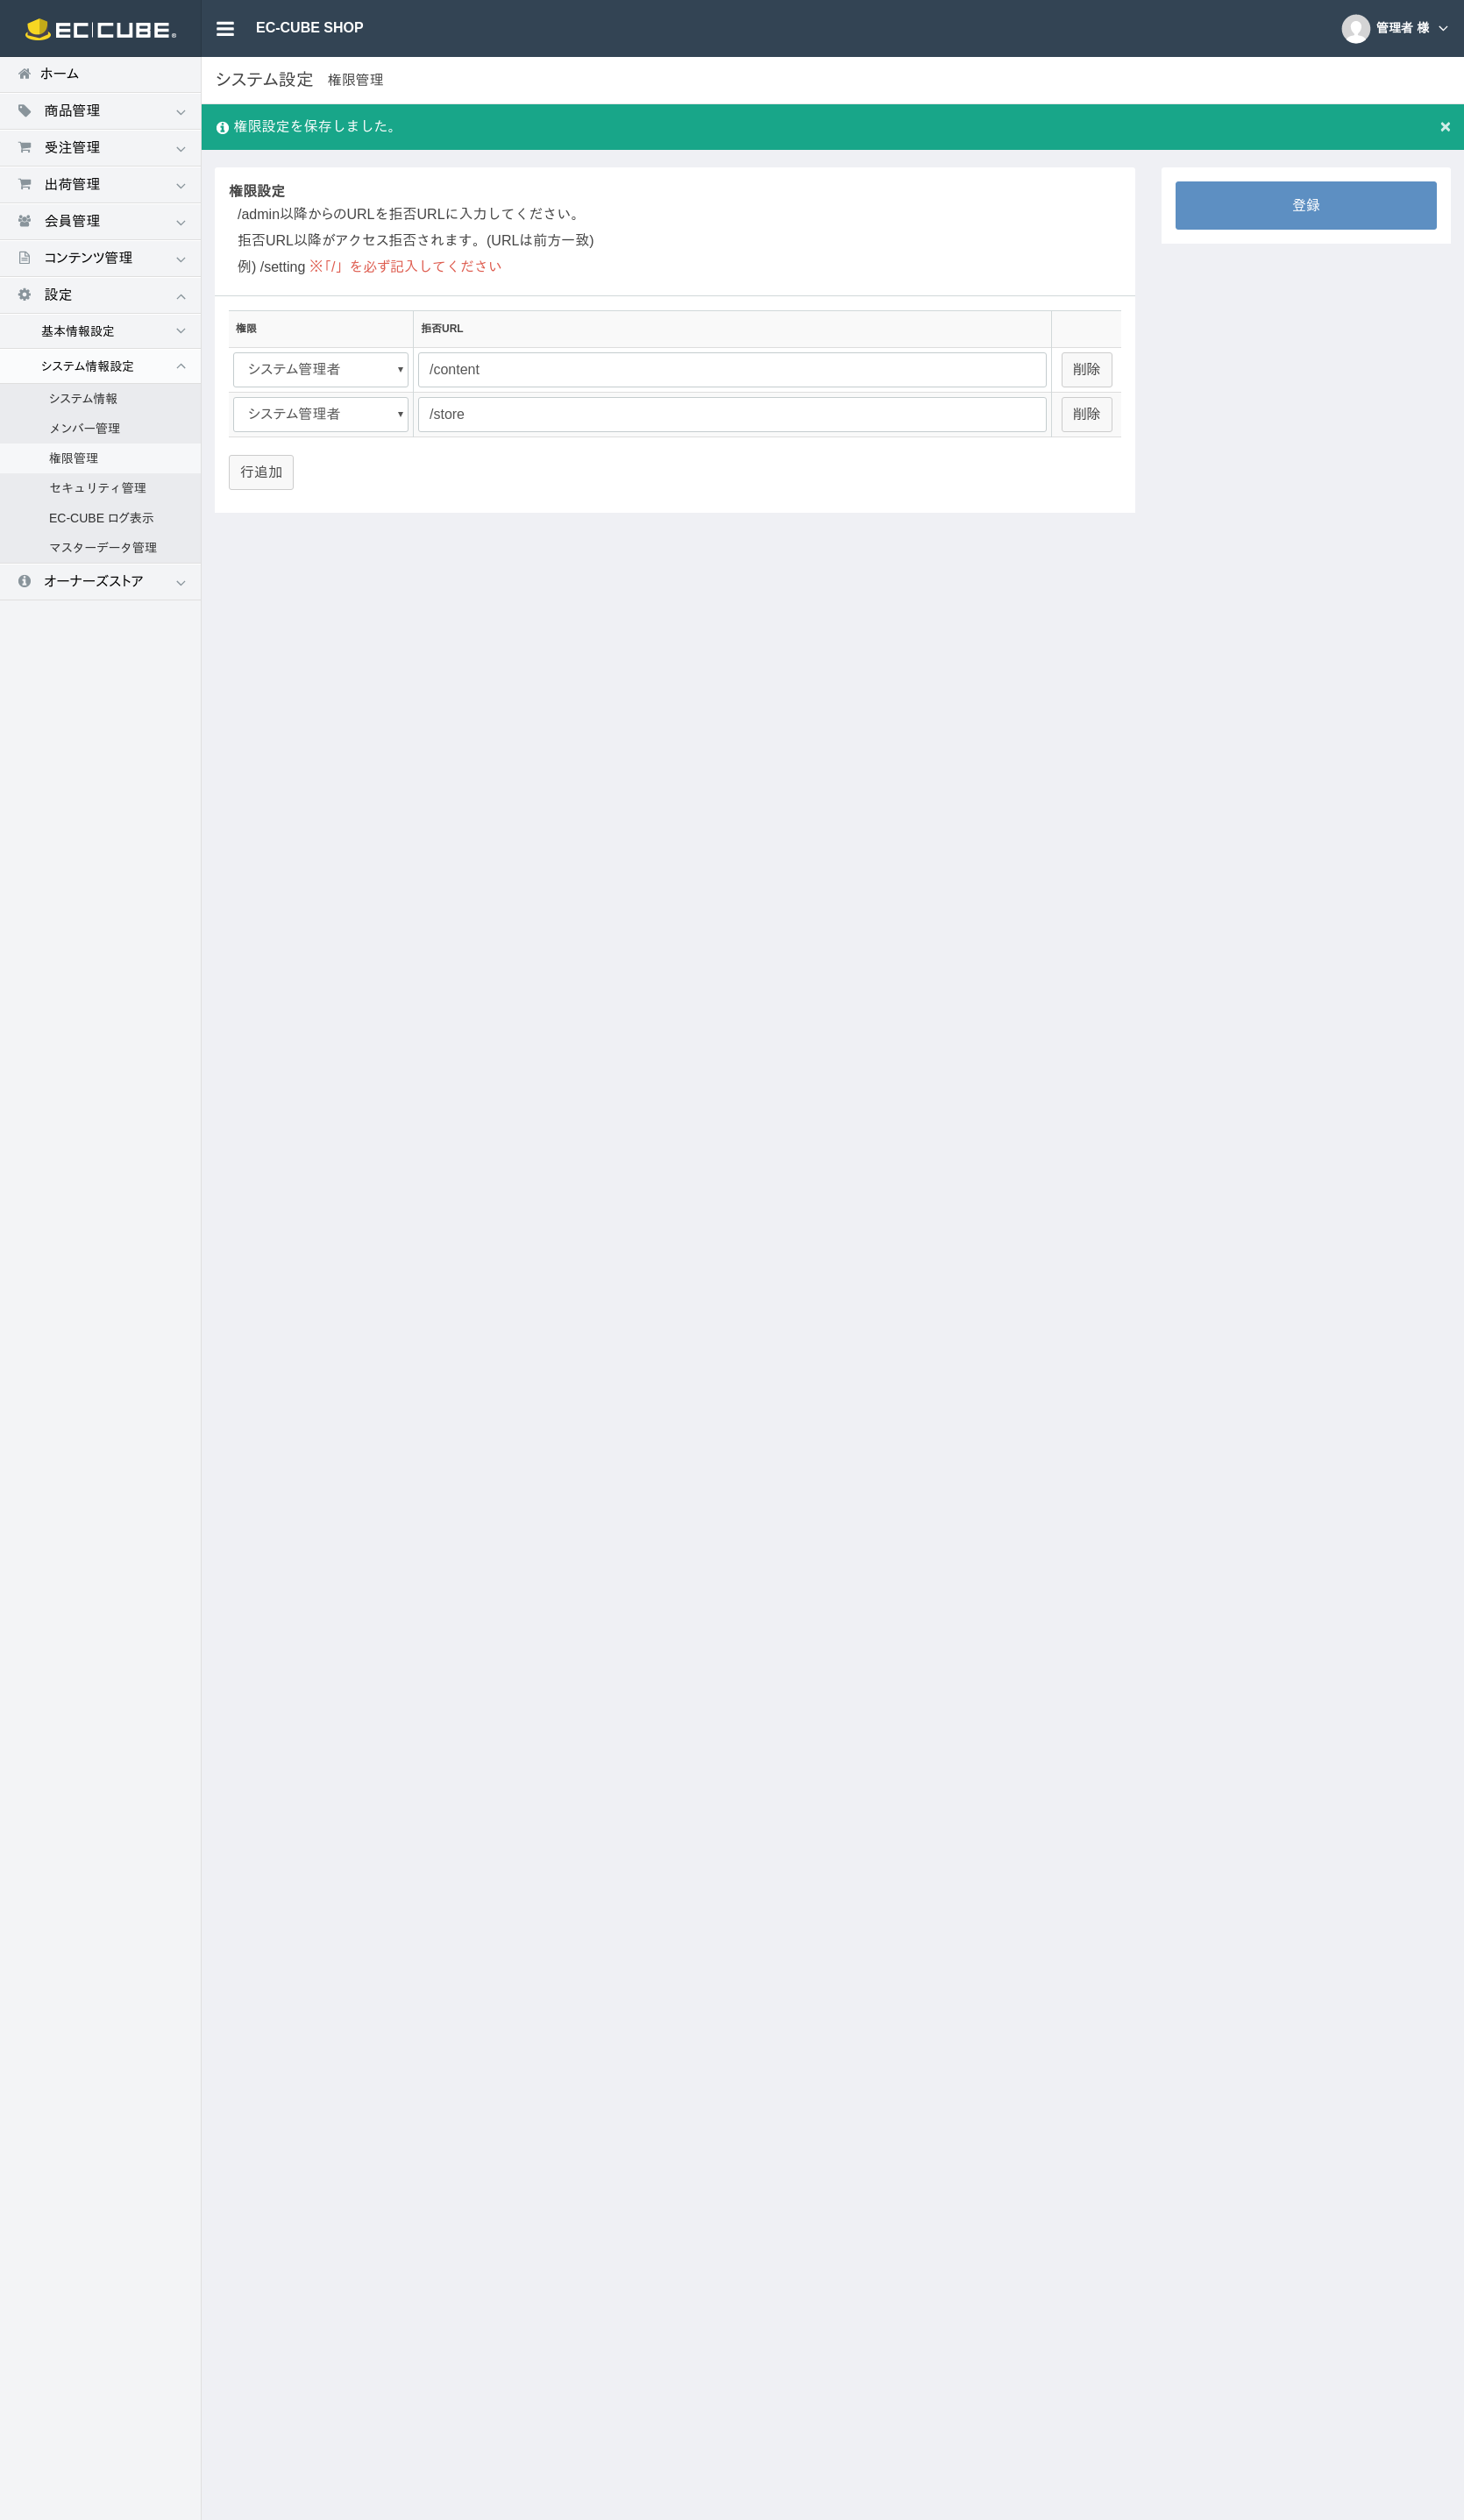 EC CUBE®
EC-CUBE SHOP
管理者 様
ホーム
商品管理
受注管理
出荷管理
会員管理
コンテンツ管理
設定
基本情報設定
システム情報設定
システム情報
メンバー管理
権限管理
セキュリティ管理
EC-CUBE ログ表示
マスターデータ管理
オーナーズストア
システム設定 権限管理
権限設定を保存しました。
×
権限設定
/admin以降からのURLを拒否URLに入力してください。
拒否URL以降がアクセス拒否されます。(URLは前方一致)
例) /setting ※「/」を必ず記入してください
権限 拒否URL
システム管理者 /content 削除
システム管理者 /store 削除
行追加
登録